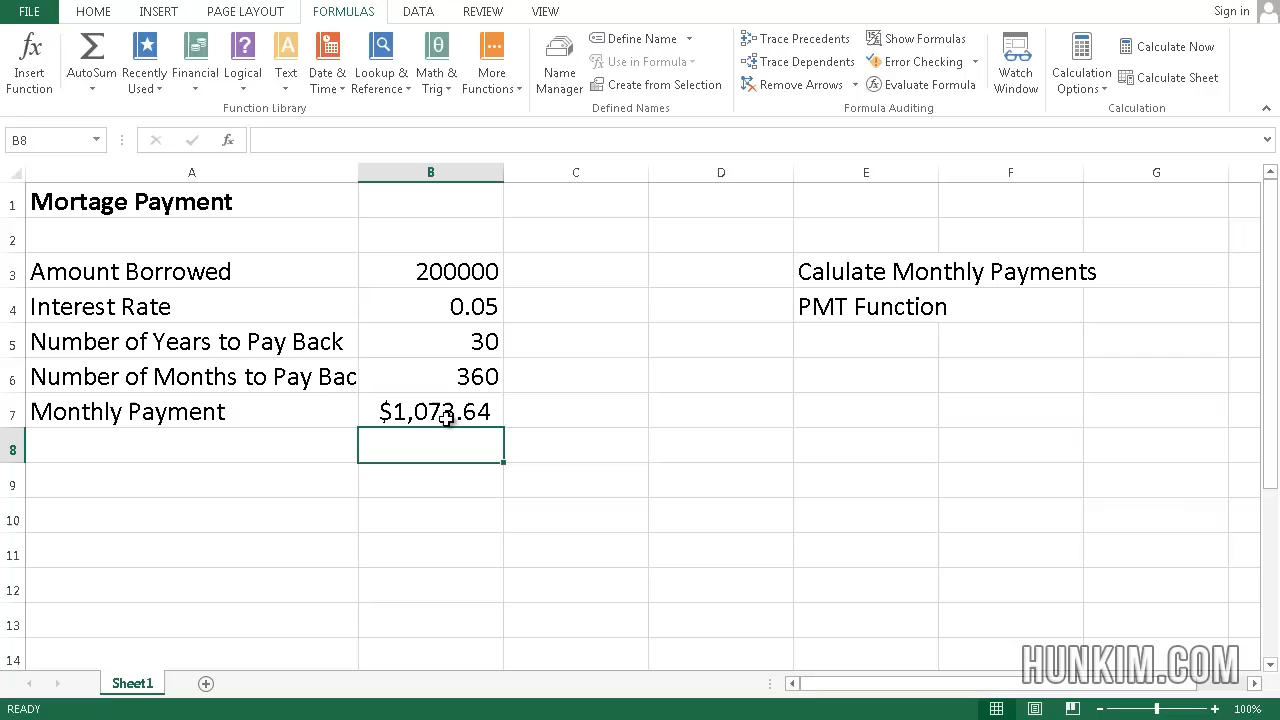 FILE HOME INSERT PAGE LAYOUT FORMULAS DATA REVIEW VIEW Sign in
fx Σ ? A θ
Insert Function
AutoSum
Recently Used
Financial
Logical
Text
Date & Time
Lookup & Reference
Math & Trig
More Functions
Function Library
Name Manager
Define Name
Use in Formula
Create from Selection
Defined Names
Trace Precedents
Trace Dependents
Remove Arrows
Show Formulas
Error Checking
Evaluate Formula
Formula Auditing
Watch Window
Calculation Options
Calculate Now
Calculate Sheet
Calculation
B8 fx
A B C D E F G
1 Mortage Payment
2
3 Amount Borrowed 200000 Calulate Monthly Payments
4 Interest Rate 0.05 PMT Function
5 Number of Years to Pay Back 30
6 Number of Months to Pay Bac 360
7 Monthly Payment $1,073.64
8
9
10
11
12
13
14
HUNKIM.COM
Sheet1
READY 100%